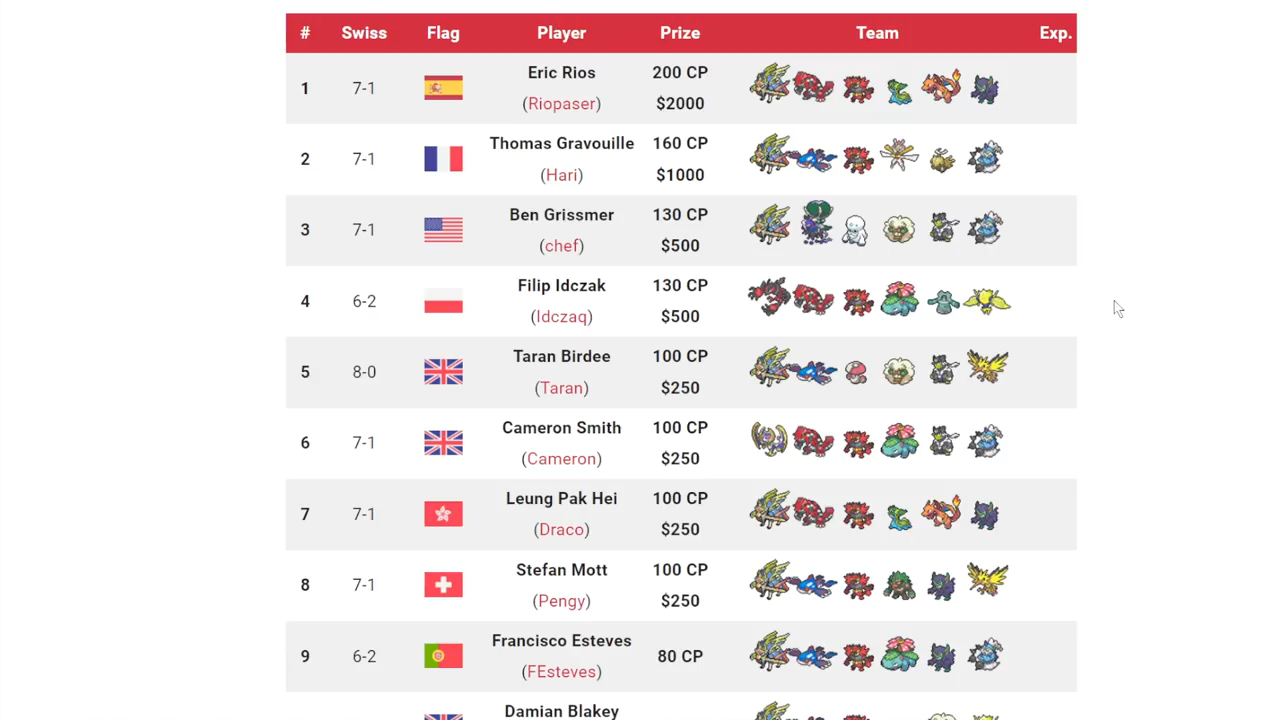 # Swiss Flag Player Prize Team Exp.
1 7-1 Eric Rios 200 CP
(Riopaser) $2000
2 7-1 Thomas Gravouille 160 CP
(Hari) $1000
3 7-1 Ben Grissmer 130 CP
(chef) $500
4 6-2 Filip Idczak 130 CP
(Idczaq) $500
5 8-0 Taran Birdee 100 CP
(Taran) $250
6 7-1 Cameron Smith 100 CP
(Cameron) $250
7 7-1 Leung Pak Hei 100 CP
(Draco) $250
8 7-1 Stefan Mott 100 CP
(Pengy) $250
9 6-2 Francisco Esteves 80 CP
(FEsteves)
Damian Blakey